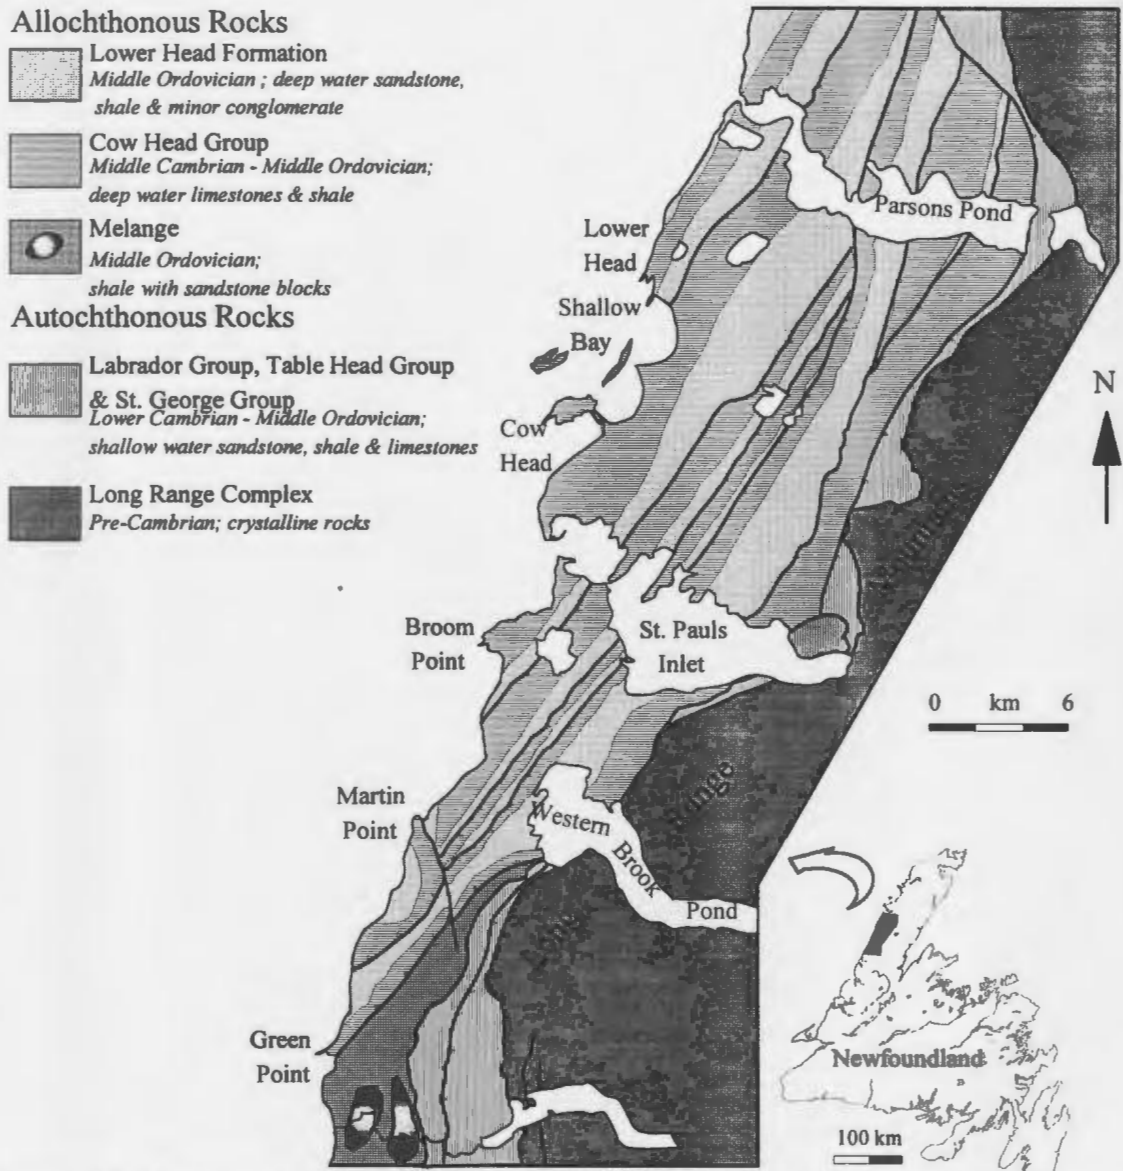 Allochthonous Rocks
Lower Head Formation
Middle Ordovician ; deep water sandstone,
shale & minor conglomerate
Cow Head Group
Middle Cambrian - Middle Ordovician;
deep water limestones & shale
Melange
Middle Ordovician;
shale with sandstone blocks
Autochthonous Rocks
Labrador Group, Table Head Group
& St. George Group
Lower Cambrian - Middle Ordovician;
shallow water sandstone, shale & limestones
Long Range Complex
Pre-Cambrian; crystalline rocks
Parsons Pond
Lower
Head
Shallow
Bay
Cow
Head
N
Mountains
Broom
Point
St. Pauls
Inlet
0 km 6
Range
Martin
Point
Western
Brook
Pond
Long
Green
Point
Newfoundland
100 km